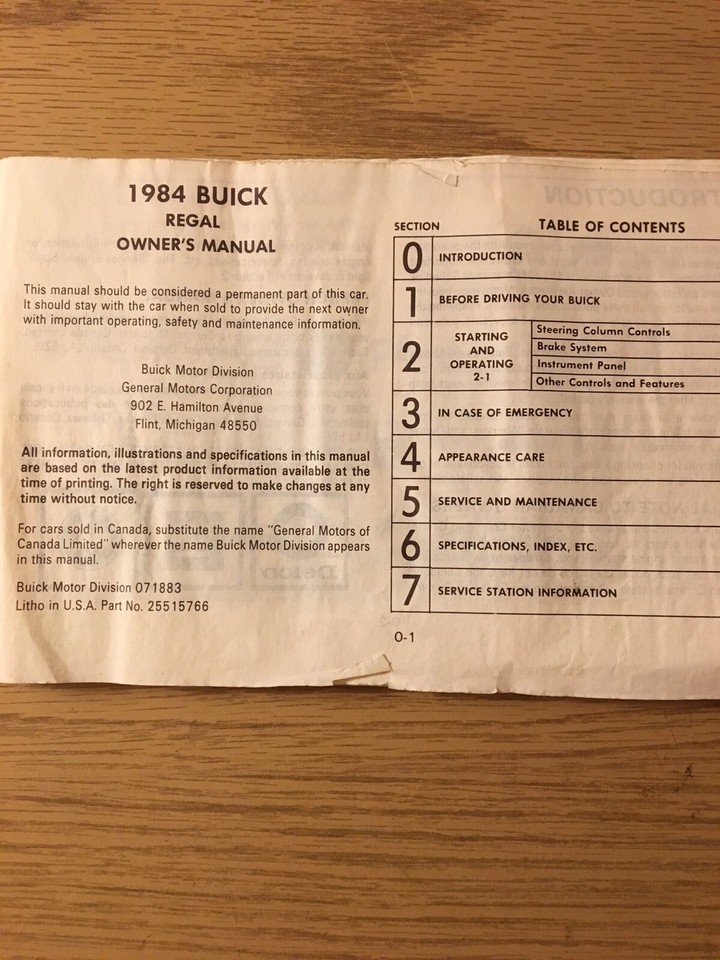 1984 BUICK
REGAL
OWNER'S MANUAL
This manual should be considered a permanent part of this car.
It should stay with the car when sold to provide the next owner
with important operating, safety and maintenance information.
Buick Motor Division
General Motors Corporation
902 E. Hamilton Avenue
Flint, Michigan 48550
All information, illustrations and specifications in this manual
are based on the latest product information available at the
time of printing. The right is reserved to make changes at any
time without notice.
For cars sold in Canada, substitute the name "General Motors of
Canada Limited" wherever the name Buick Motor Division appears
in this manual.
Buick Motor Division 071883
Litho in U.S.A. Part No. 25515766
SECTION TABLE OF CONTENTS
0 INTRODUCTION
1 BEFORE DRIVING YOUR BUICK
2 STARTING
AND
OPERATING
2-1
Steering Column Controls
Brake System
Instrument Panel
Other Controls and Features
3 IN CASE OF EMERGENCY
4 APPEARANCE CARE
5 SERVICE AND MAINTENANCE
6 SPECIFICATIONS, INDEX, ETC.
7 SERVICE STATION INFORMATION
O-1